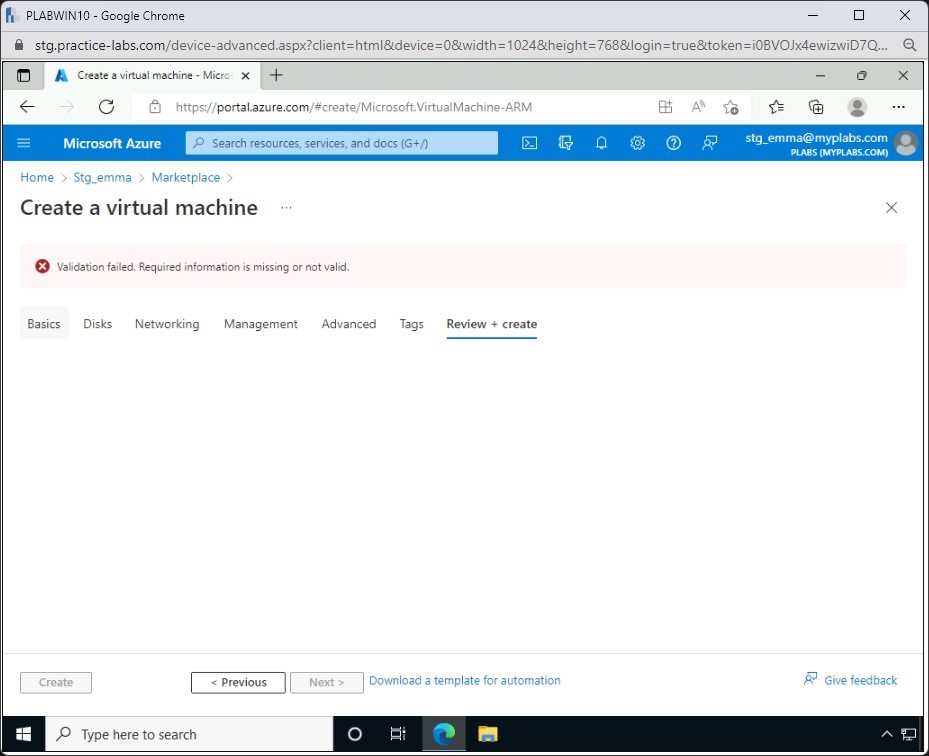 PLABWIN10 - Google Chrome
stg.practice-labs.com/device-advanced.aspx?client=html&device=0&width=1024&height=768&login=true&token=i0BVOJx4ewizwiD7Q...
Create a virtual machine - Micro
https://portal.azure.com/#create/Microsoft.VirtualMachine-ARM
Microsoft Azure
Search resources, services, and docs (G+/)
stg_emma@myplabs.com
PLABS (MYPLABS.COM)
Home > Stg_emma > Marketplace >
Create a virtual machine ...
Validation failed. Required information is missing or not valid.
Basics Disks Networking Management Advanced Tags Review + create
Create < Previous Next > Download a template for automation Give feedback
Type here to search